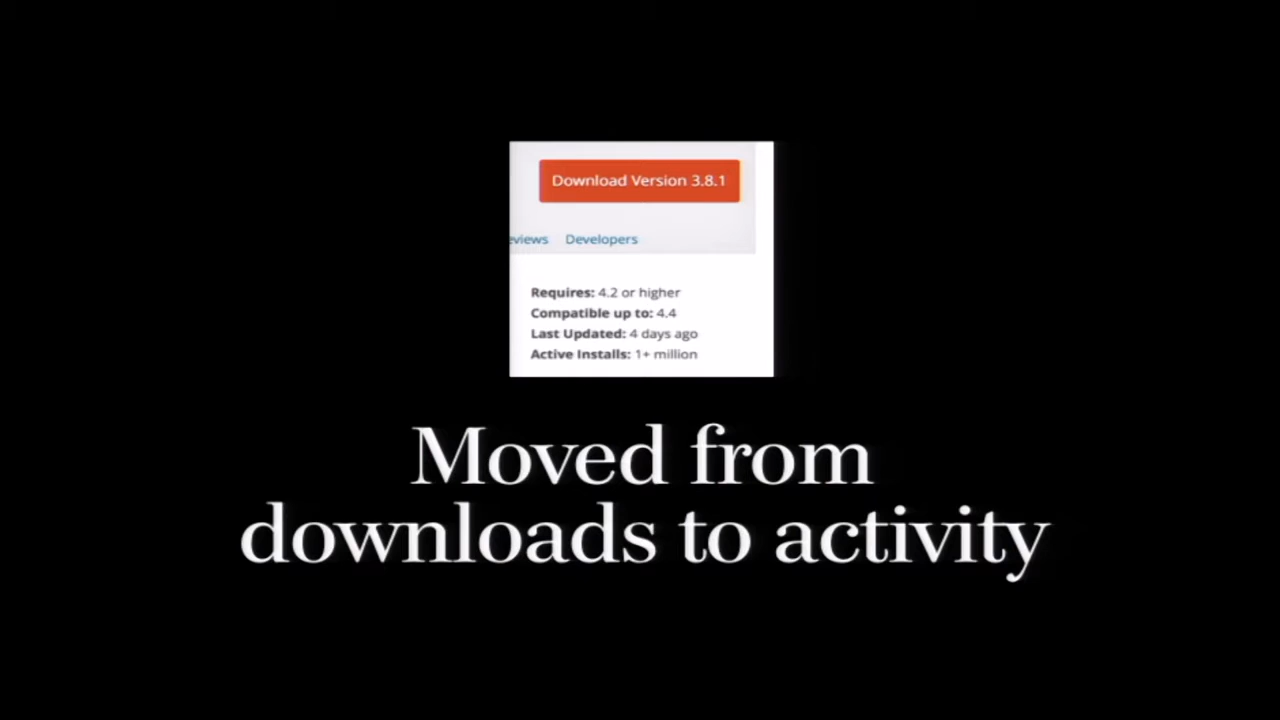 Download Version 3.8.1
eviews Developers
Requires: 4.2 or higher
Compatible up to: 4.4
Last Updated: 4 days ago
Active Installs: 1+ million
Moved from
downloads to activity